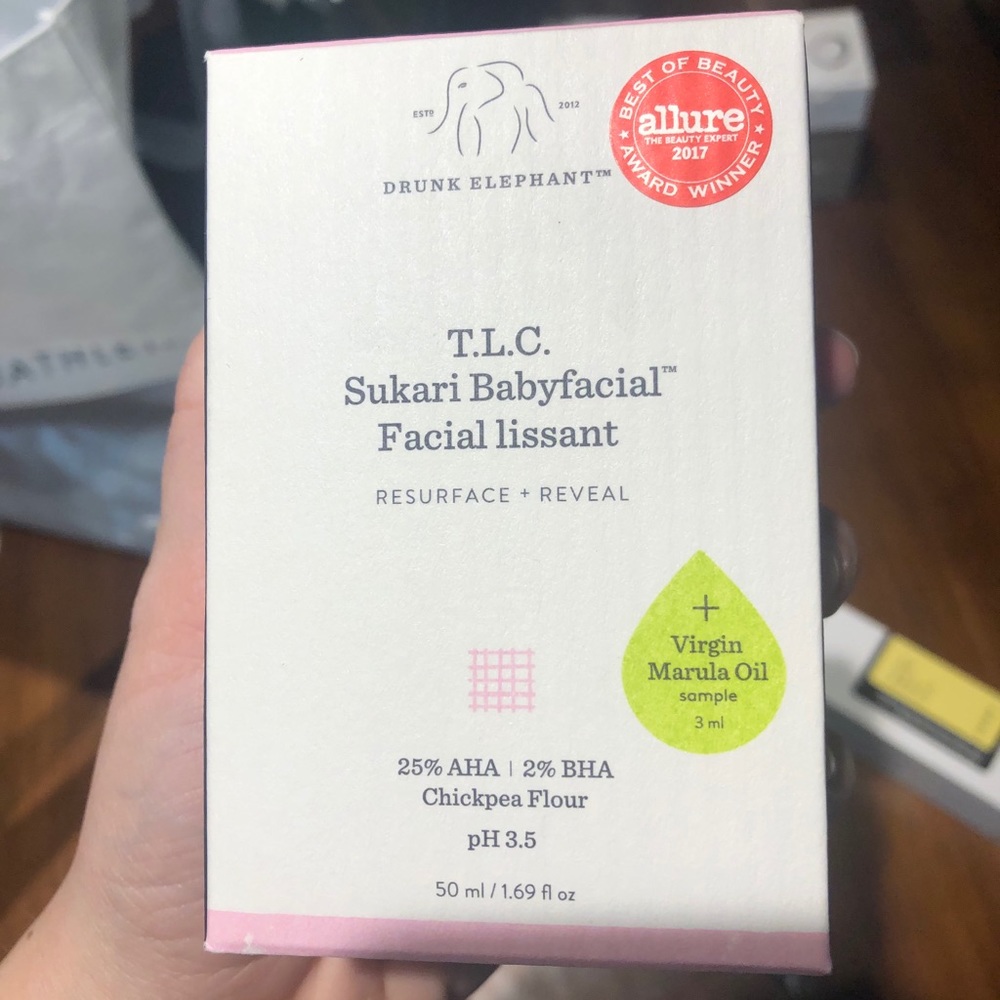 ESTD
2012
DRUNK ELEPHANT™
BEST OF BEAUTY
allure
THE BEAUTY EXPERT
2017
AWARD WINNER
T.L.C.
Sukari Babyfacial™
Facial lissant
RESURFACE + REVEAL
+
Virgin
Marula Oil
sample
3 ml
25% AHA | 2% BHA
Chickpea Flour
pH 3.5
50 ml / 1.69 fl oz